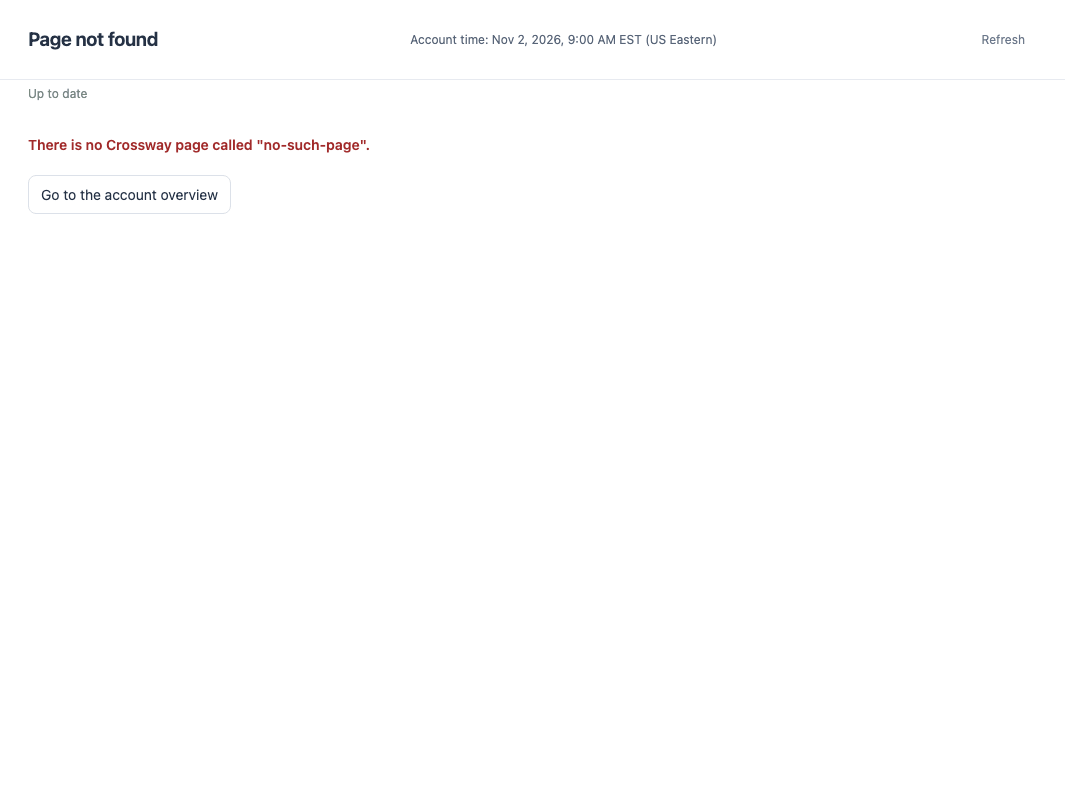 Page not found
Account time: Nov 2, 2026, 9:00 AM EST (US Eastern)
Refresh
Up to date
There is no Crossway page called "no-such-page".
Go to the account overview